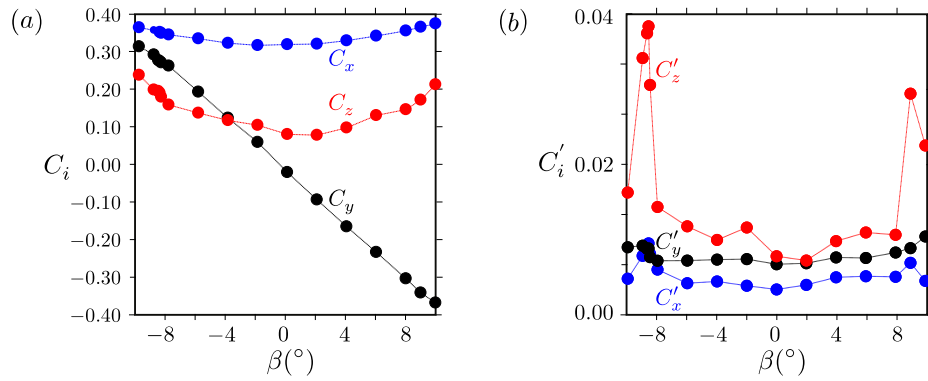 (a)
0.40
0.30
0.20
0.10
0.00
−0.10
−0.20
−0.30
−0.40
C_i
C_x
C_z
C_y
−8 −4 0 4 8
β(°)
(b)
0.04
0.02
0.00
C_i′
C_z′
C_y′
C_x′
−8 −4 0 4 8
β(°)